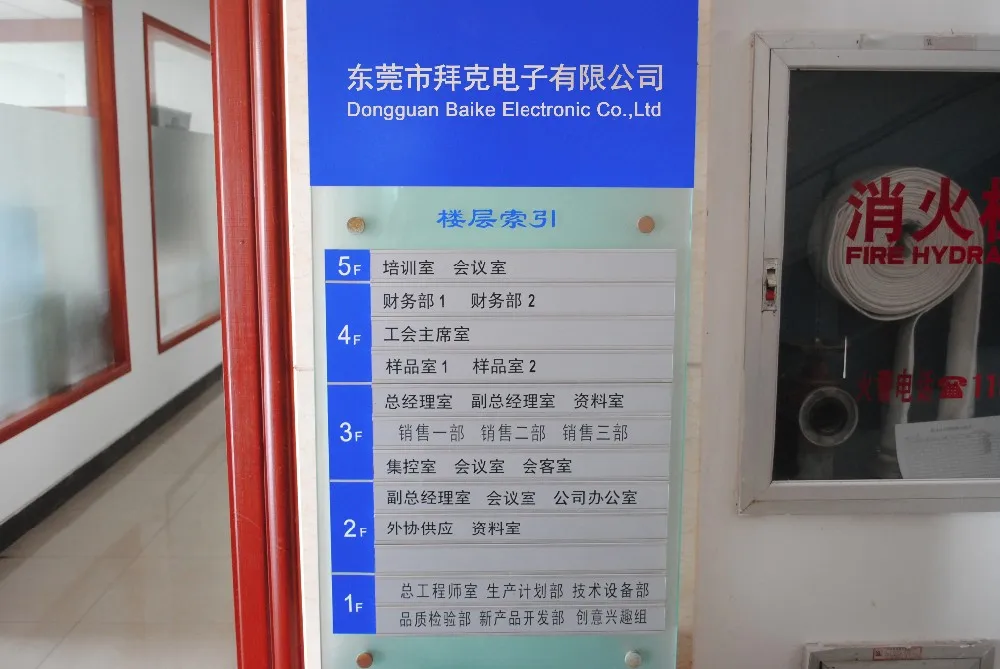 东莞市拜克电子有限公司
Dongguan Baike Electronic Co.,Ltd
楼层索引
5F 培训室 会议室
4F
财务部1 财务部2
工会主席室
样品室1 样品室2
3F
总经理室 副总经理室 资料室
销售一部 销售二部 销售三部
集控室 会议室 会客室
2F
副总经理室 会议室 公司办公室
外协供应 资料室
1F
总工程师室 生产计划部 技术设备部
品质检验部 新产品开发部 创意兴趣组
消火
FIRE HYDRA
火警电话☎11